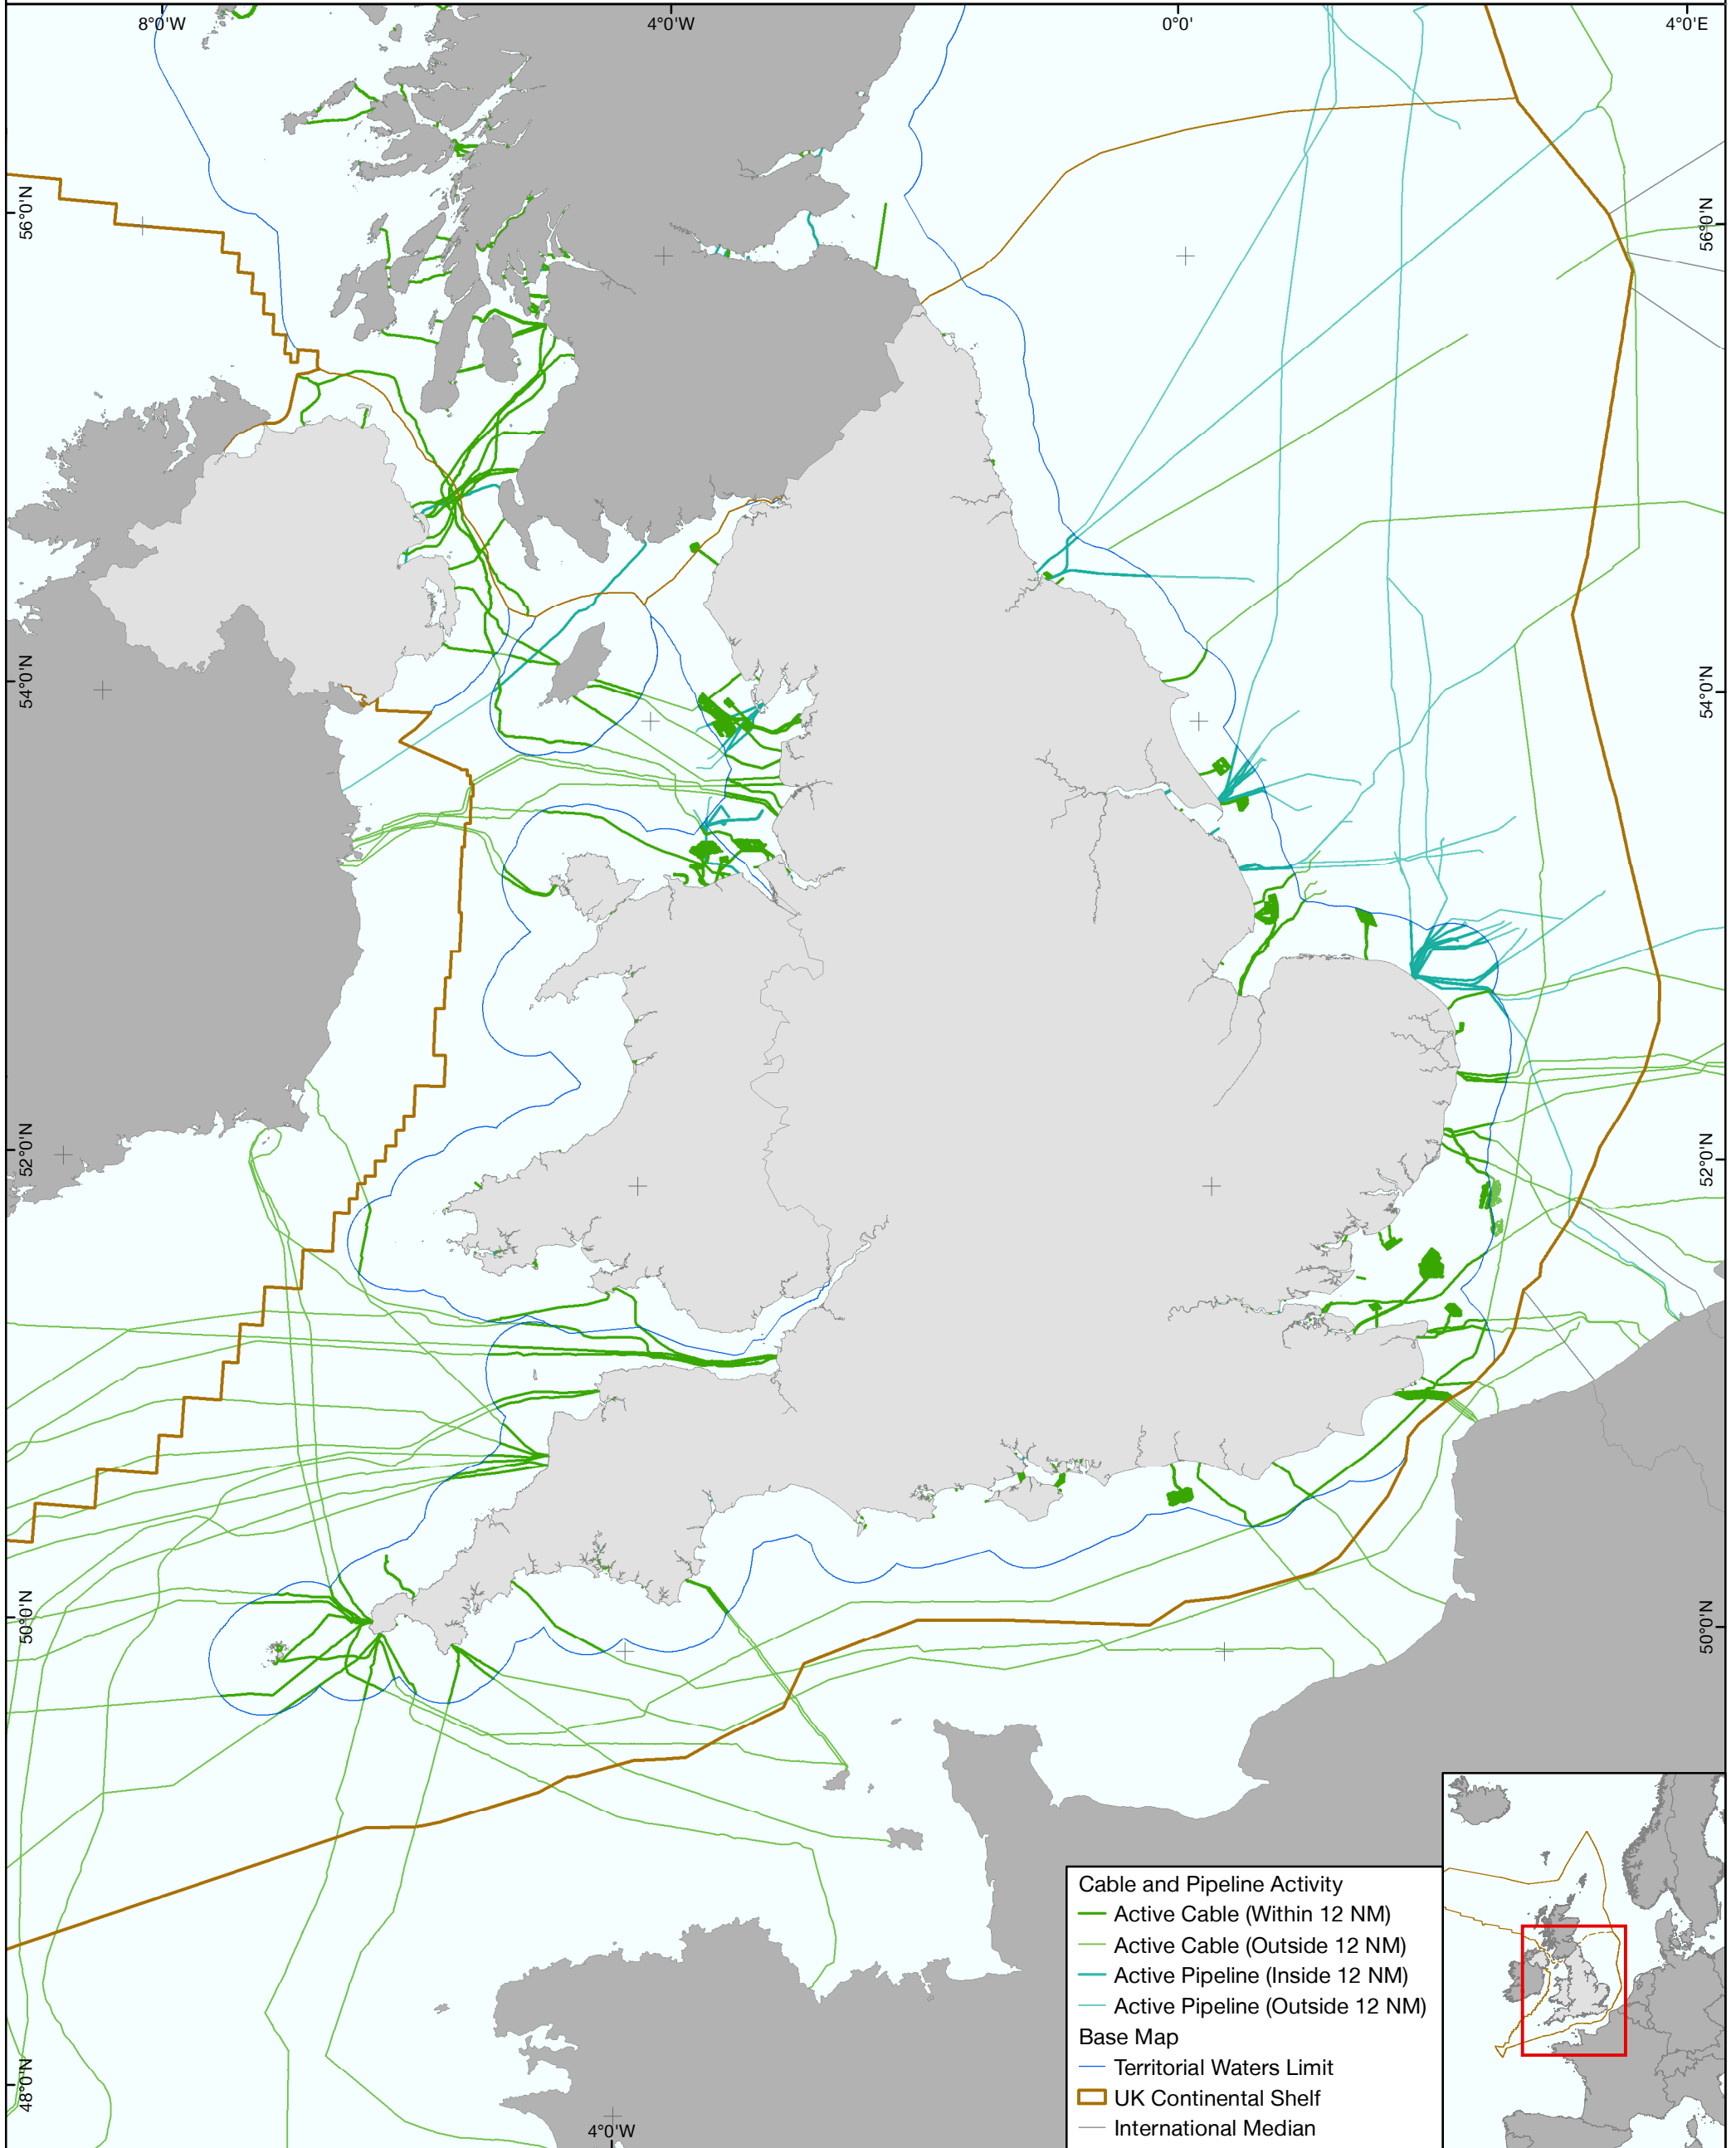 8°0'W
4°0'W
0°0'
4°0'E
56°0'N
56°0'N
54°0'N
54°0'N
52°0'N
52°0'N
50°0'N
50°0'N
48°0'N
4°0'W
Cable and Pipeline Activity
Active Cable (Within 12 NM)
Active Cable (Outside 12 NM)
Active Pipeline (Inside 12 NM)
Active Pipeline (Outside 12 NM)
Base Map
Territorial Waters Limit
UK Continental Shelf
International Median